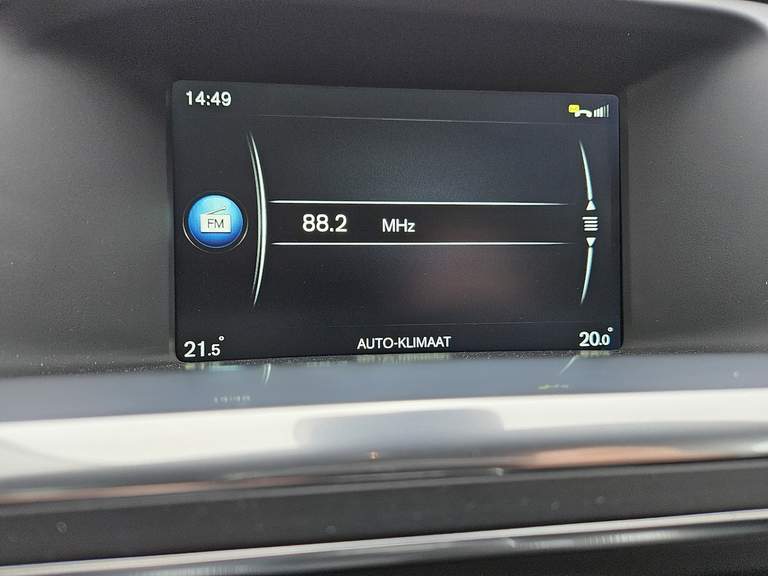 14:49
FM
88.2 MHz
21.5° AUTO-KLIMAAT 20.0°